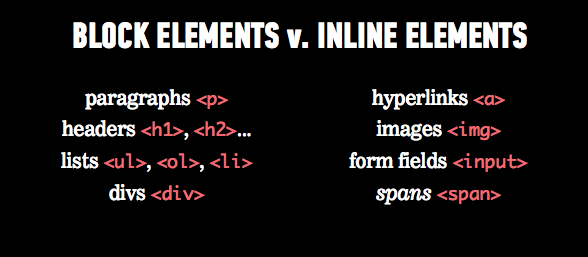 BLOCK ELEMENTS v. INLINE ELEMENTS
paragraphs <p>
headers <h1>, <h2>...
lists <ul>, <ol>, <li>
divs <div>
hyperlinks <a>
images <img>
form fields <input>
spans <span>